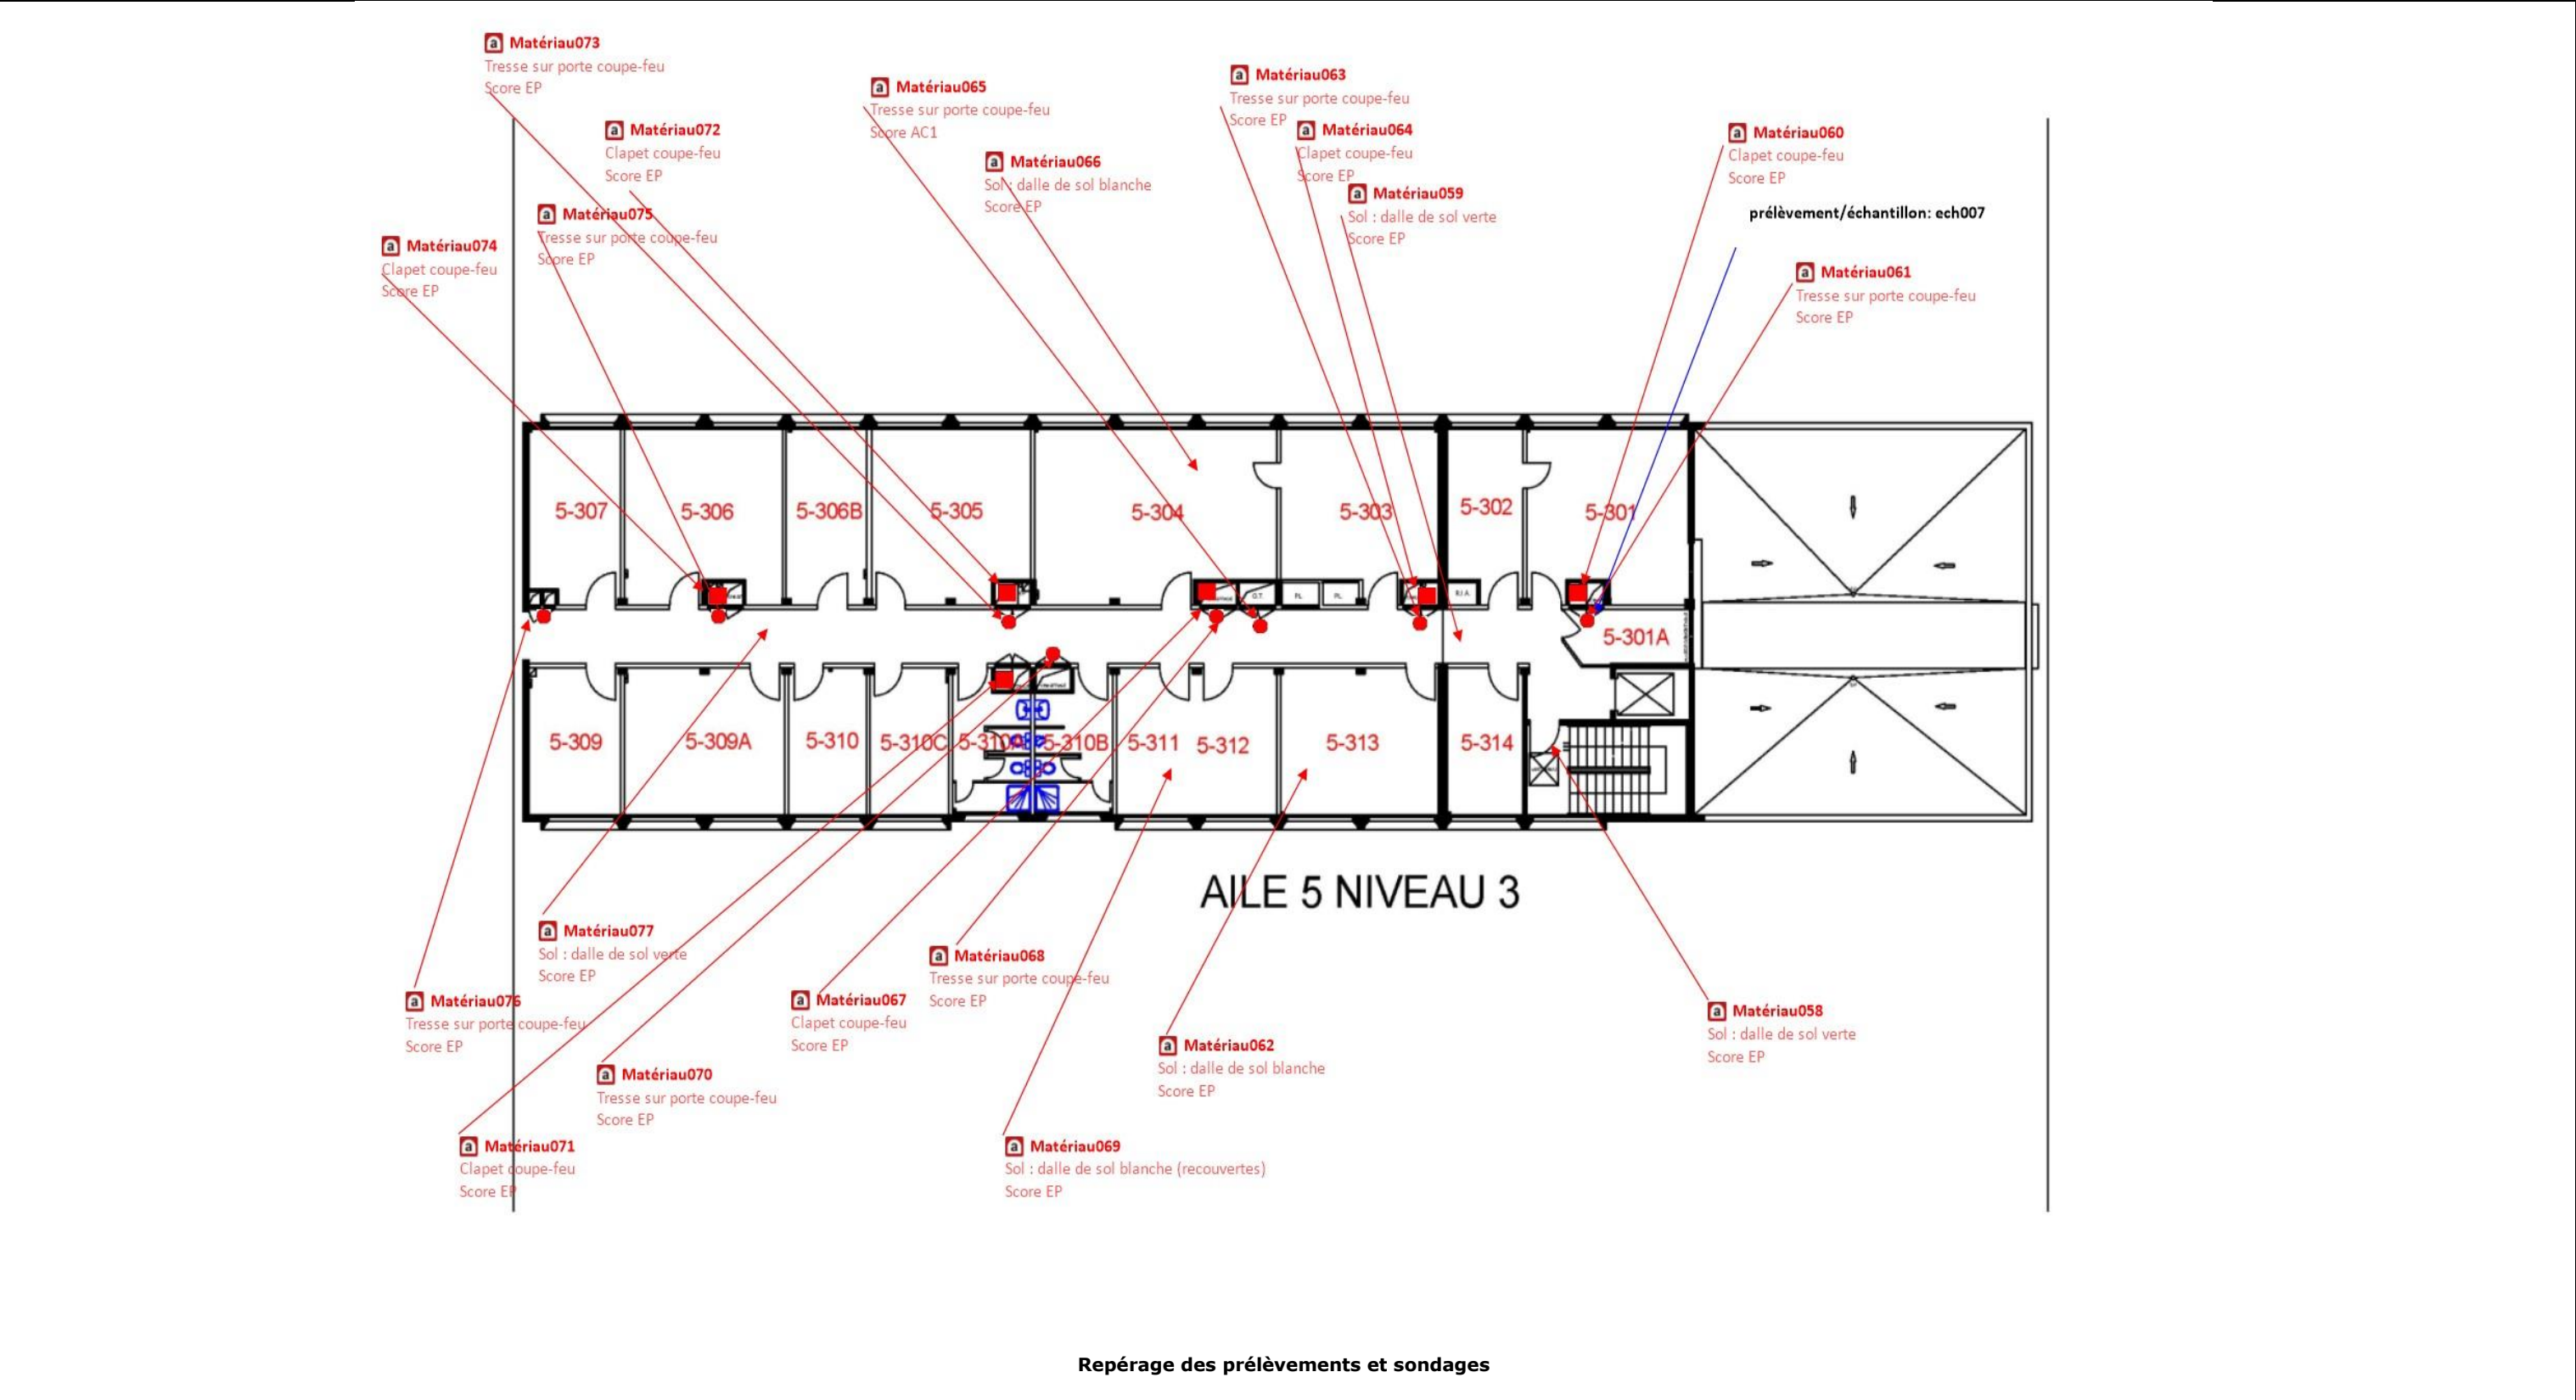 Matériau073
Tresse sur porte coupe-feu
Score EP
Matériau065
Tresse sur porte coupe-feu
Score AC1
Matériau063
Tresse sur porte coupe-feu
Score EP
Matériau072
Clapet coupe-feu
Score EP
Matériau066
Sol : dalle de sol blanche
Score EP
Matériau064
Clapet coupe-feu
Score EP
Matériau060
Clapet coupe-feu
Score EP
Matériau059
Sol : dalle de sol verte
Score EP
Matériau075
Tresse sur porte coupe-feu
Score EP
prélèvement/échantillon: ech007
Matériau074
Clapet coupe-feu
Score EP
Matériau061
Tresse sur porte coupe-feu
Score EP
5-307
5-306
5-306B
5-305
5-304
5-303
5-302
5-301
G.T.
PL
PL
R.I.A
5-301A
5-309
5-309A
5-310
5-310C
5-310A
5-310B
5-311
5-312
5-313
5-314
AILE 5 NIVEAU 3
Matériau077
Sol : dalle de sol verte
Score EP
Matériau068
Tresse sur porte coupe-feu
Score EP
Matériau076
Tresse sur porte coupe-feu
Score EP
Matériau067
Clapet coupe-feu
Score EP
Matériau058
Sol : dalle de sol verte
Score EP
Matériau062
Sol : dalle de sol blanche
Score EP
Matériau070
Tresse sur porte coupe-feu
Score EP
Matériau071
Clapet coupe-feu
Score EP
Matériau069
Sol : dalle de sol blanche (recouvertes)
Score EP
Repérage des prélèvements et sondages